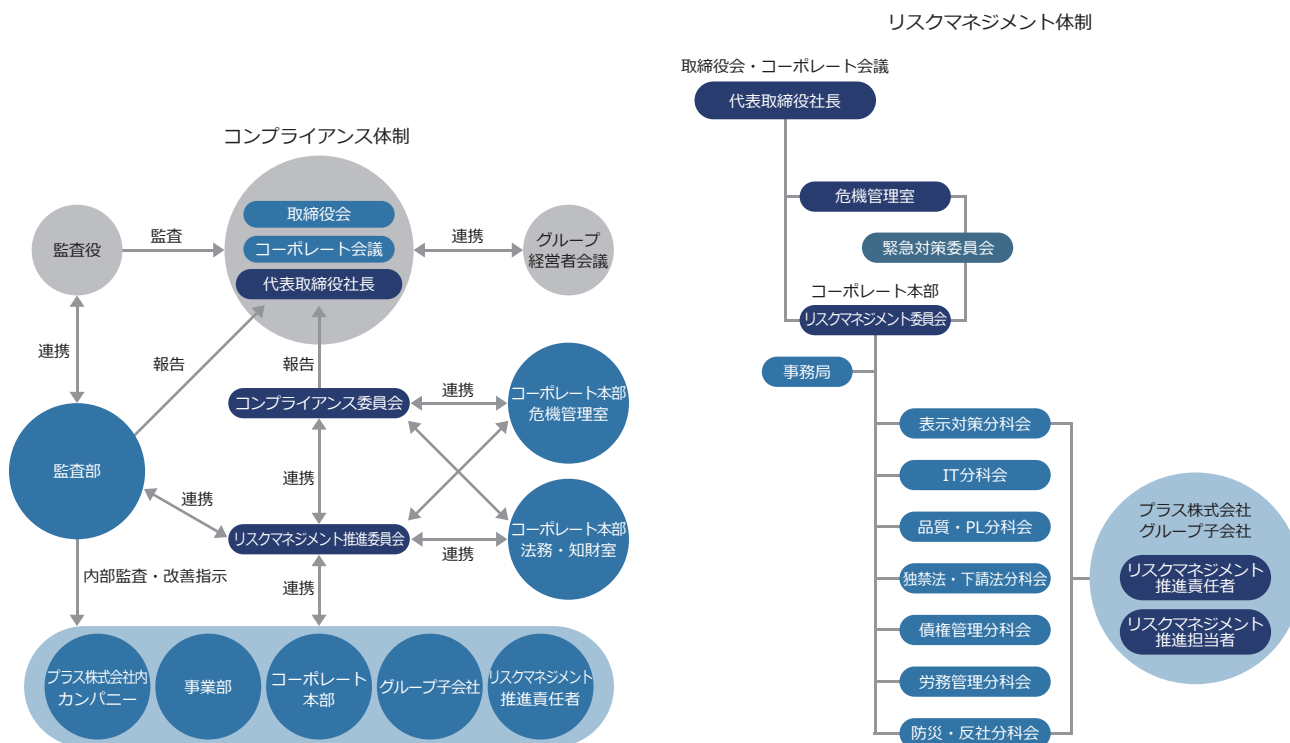 コンプライアンス体制
取締役会
コーポレート会議
代表取締役社長
監査役
監査
連携
グループ
経営者会議
連携
報告
報告
コンプライアンス委員会
連携
コーポレート本部
危機管理室
監査部
連携
連携
リスクマネジメント推進委員会
連携
コーポレート本部
法務・知財室
内部監査・改善指示
連携
プラス株式会社内
カンパニー
事業部
コーポレート
本部
グループ子会社
リスクマネジメント
推進責任者
リスクマネジメント体制
取締役会・コーポレート会議
代表取締役社長
危機管理室
緊急対策委員会
コーポレート本部
リスクマネジメント委員会
事務局
表示対策分科会
IT分科会
品質・PL分科会
独禁法・下請法分科会
債権管理分科会
労務管理分科会
防災・反社分科会
プラス株式会社
グループ子会社
リスクマネジメント
推進責任者
リスクマネジメント
推進担当者